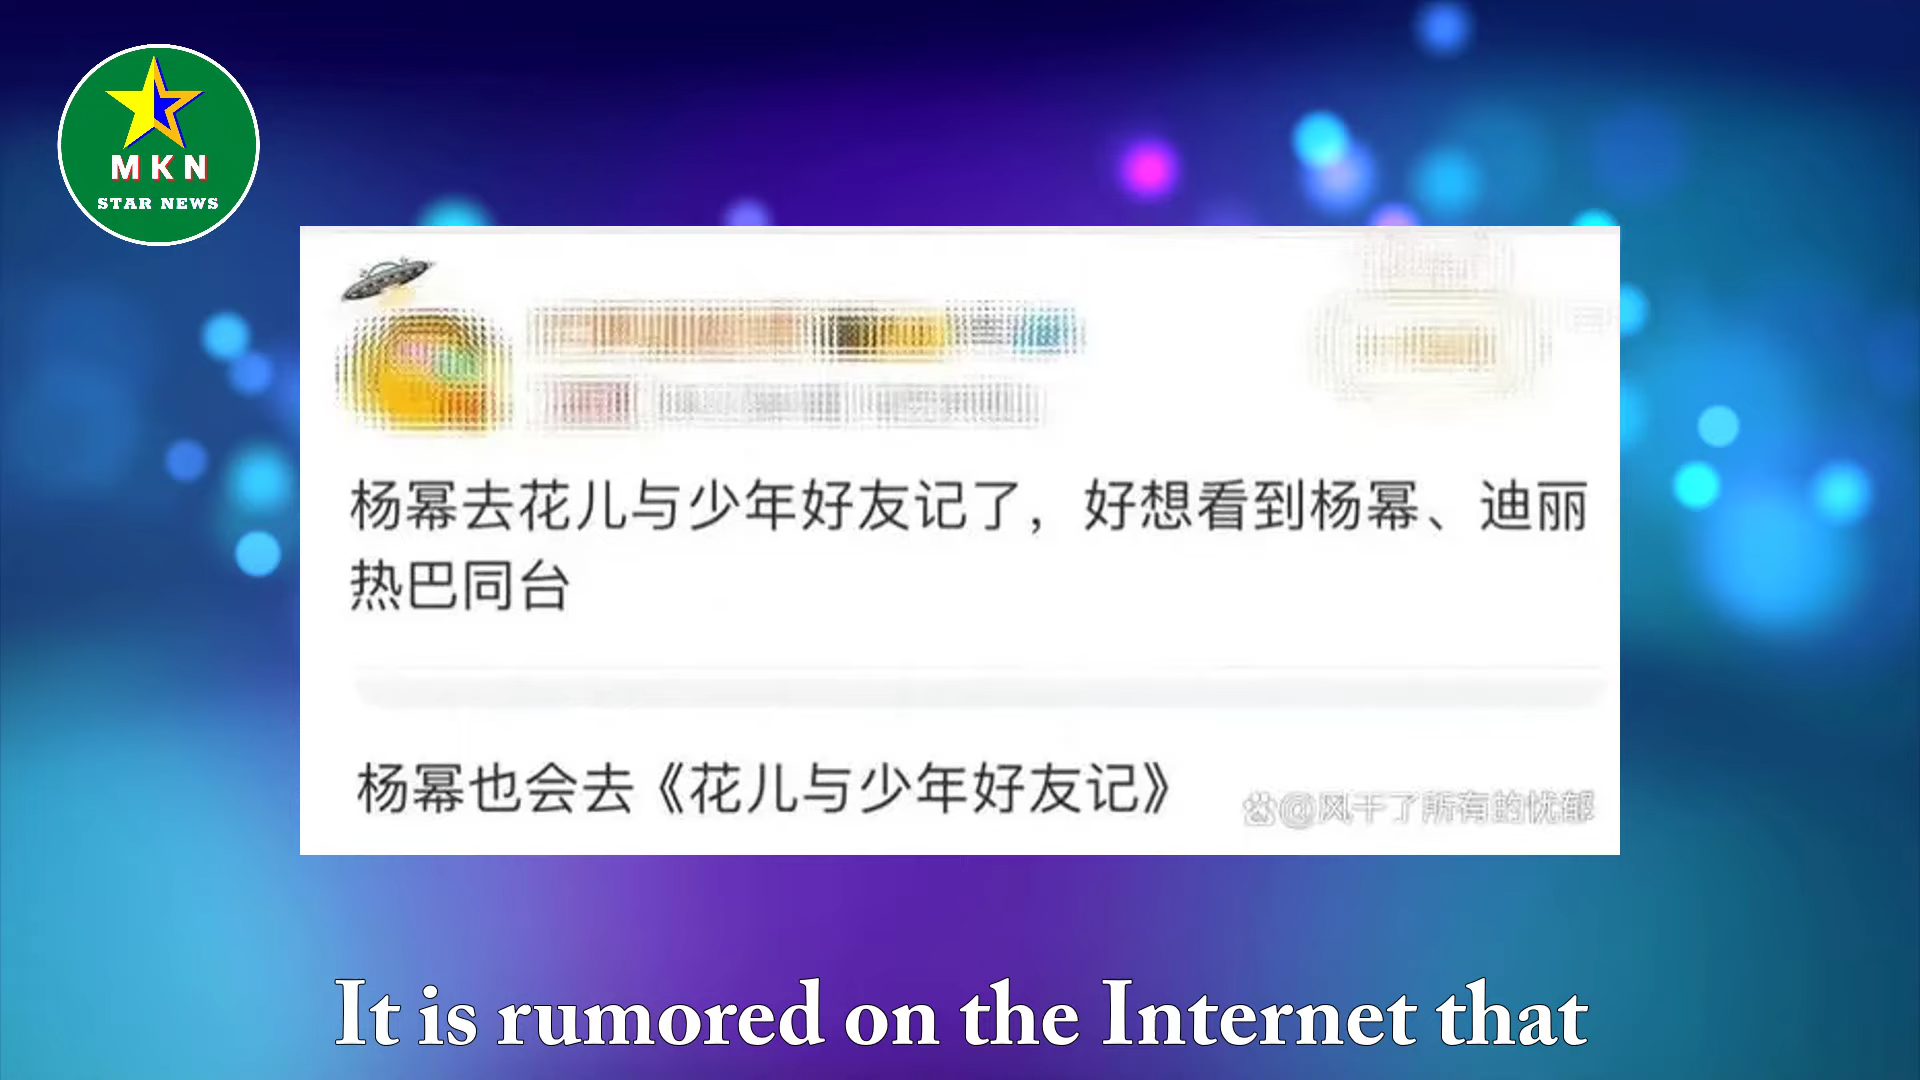 MKN
STAR NEWS
杨幂去花儿与少年好友记了，好想看到杨幂、迪丽
热巴同台
杨幂也会去《花儿与少年好友记》
@风干了所有的忧郁
It is rumored on the Internet that